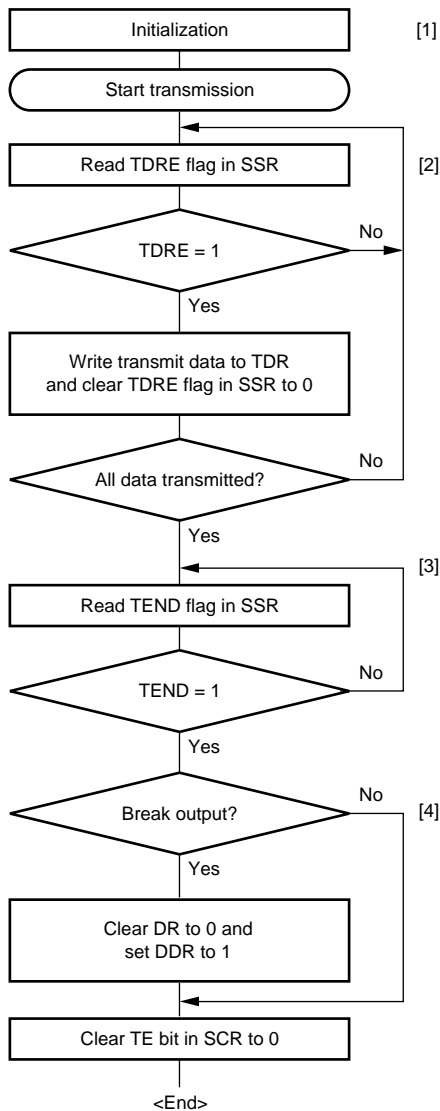 Initialization [1]
Start transmission
Read TDRE flag in SSR [2]
No
TDRE = 1
Yes
Write transmit data to TDR
and clear TDRE flag in SSR to 0
No
All data transmitted?
Yes
[3]
Read TEND flag in SSR
No
TEND = 1
Yes
No [4]
Break output?
Yes
Clear DR to 0 and
set DDR to 1
Clear TE bit in SCR to 0
<End>